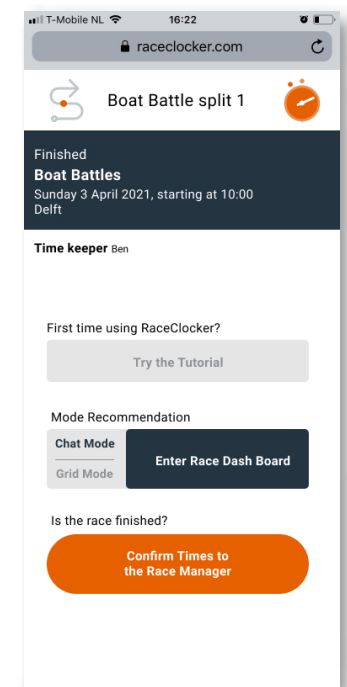 T-Mobile NL 16:22
raceclocker.com
Boat Battle split 1
Finished
Boat Battles
Sunday 3 April 2021, starting at 10:00
Delft
Time keeper Ben
First time using RaceClocker?
Try the Tutorial
Mode Recommendation
Chat Mode
Grid Mode
Enter Race Dash Board
Is the race finished?
Confirm Times to
the Race Manager